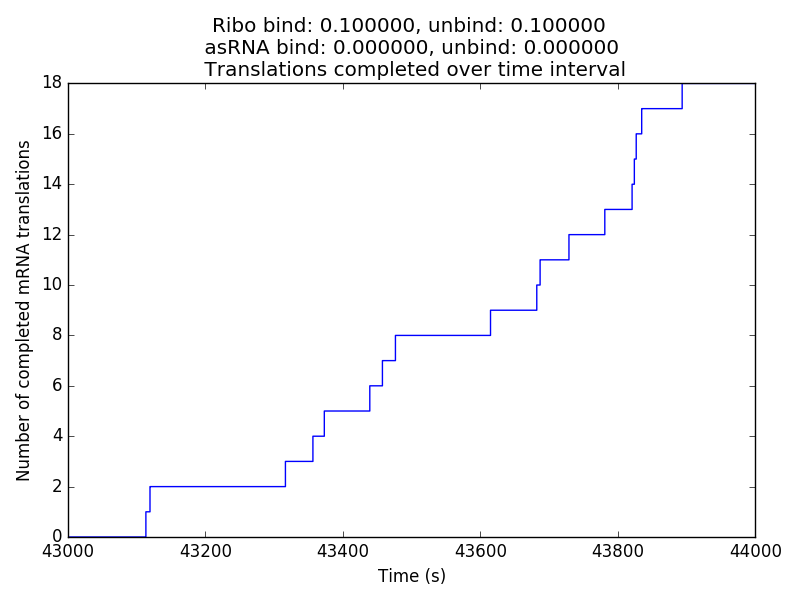 Ribo bind: 0.100000, unbind: 0.100000
asRNA bind: 0.000000, unbind: 0.000000
Translations completed over time interval
Number of completed mRNA translations
18
16
14
12
10
8
6
4
2
0
43000 43200 43400 43600 43800 44000
Time (s)